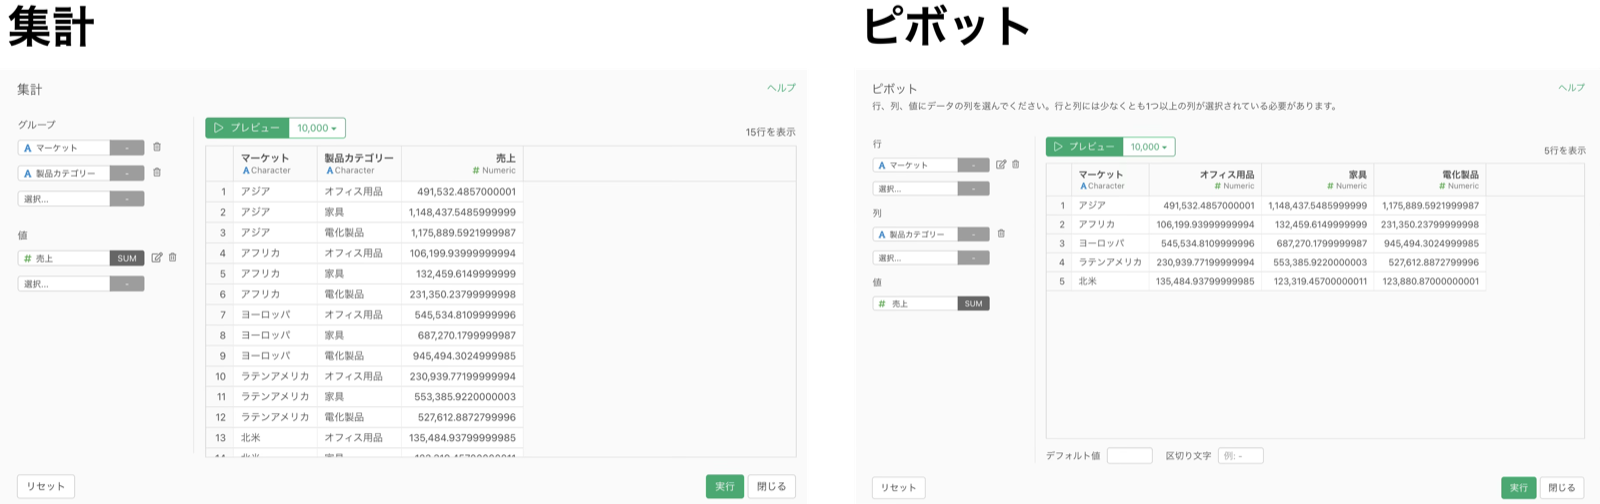 集計
集計
ヘルプ
グループ
マーケット -
製品カテゴリー -
選択... -
値
売上 SUM
選択... -
プレビュー 10,000
15行を表示
マーケット 製品カテゴリー 売上
Character Character Numeric
1 アジア オフィス用品 491,532.4857000001
2 アジア 家具 1,148,437.5485999999
3 アジア 電化製品 1,175,889.5921999987
4 アフリカ オフィス用品 106,199.93999999994
5 アフリカ 家具 132,459.6149999999
6 アフリカ 電化製品 231,350.23799999998
7 ヨーロッパ オフィス用品 545,534.8109999996
8 ヨーロッパ 家具 687,270.1799999987
9 ヨーロッパ 電化製品 945,494.3024999985
10 ラテンアメリカ オフィス用品 230,939.77199999994
11 ラテンアメリカ 家具 553,385.9220000003
12 ラテンアメリカ 電化製品 527,612.8872799996
13 北米 オフィス用品 135,484.93799999985
リセット
実行 閉じる
ピボット
ピボット
ヘルプ
行、列、値にデータの列を選んでください。行と列には少なくとも1つ以上の列が選択されている必要があります。
行
マーケット -
選択... -
列
製品カテゴリー -
選択... -
値
売上 SUM
プレビュー 10,000
5行を表示
マーケット オフィス用品 家具 電化製品
Character Numeric Numeric Numeric
1 アジア 491,532.4857000001 1,148,437.5485999999 1,175,889.5921999987
2 アフリカ 106,199.93999999994 132,459.6149999999 231,350.23799999998
3 ヨーロッパ 545,534.8109999996 687,270.1799999987 945,494.3024999985
4 ラテンアメリカ 230,939.77199999994 553,385.9220000003 527,612.8872799996
5 北米 135,484.93799999985 123,319.45700000011 123,880.87000000001
デフォルト値 区切り文字 例: -
リセット
実行 閉じる